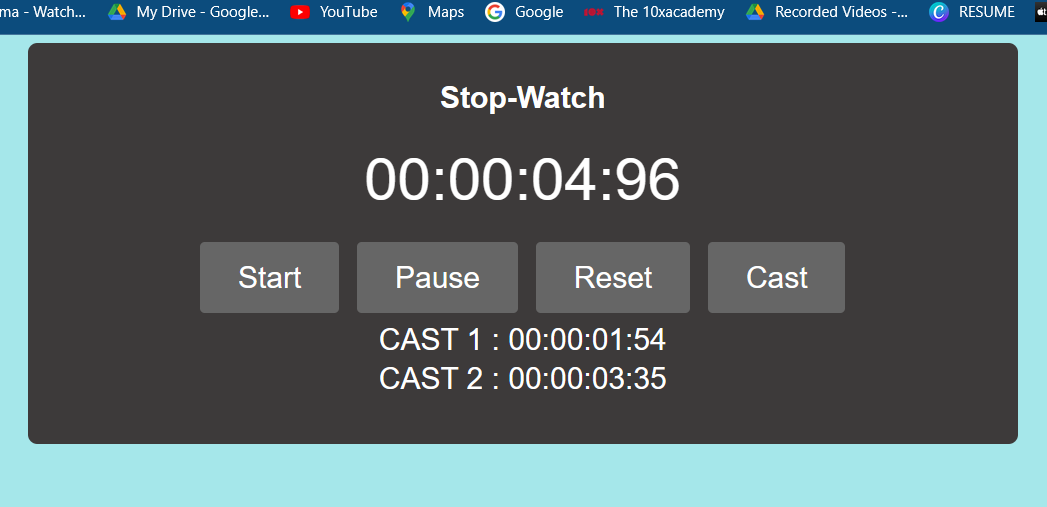 ma - Watch... My Drive - Google... YouTube Maps Google The 10xacademy Recorded Videos -... RESUME
Stop-Watch
00:00:04:96
Start Pause Reset Cast
CAST 1 : 00:00:01:54
CAST 2 : 00:00:03:35